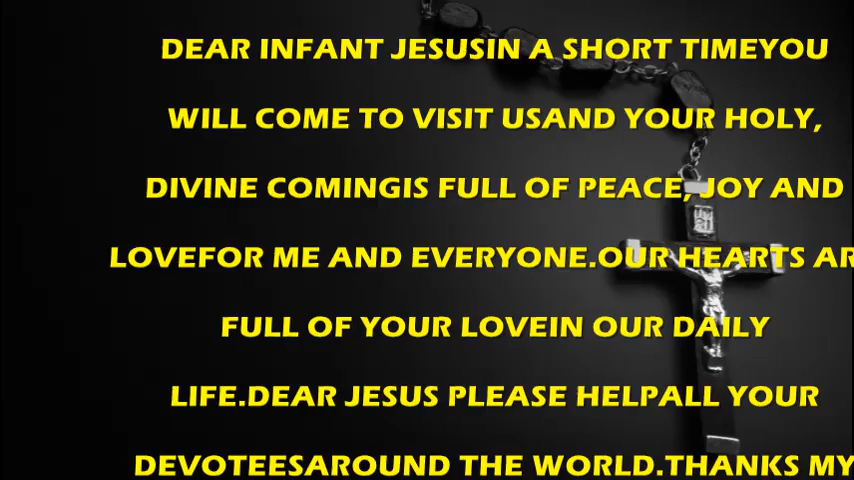 DEAR INFANT JESUSIN A SHORT TIMEYOU
WILL COME TO VISIT USAND YOUR HOLY,
DIVINE COMINGIS FULL OF PEACE, JOY AND
LOVEFOR ME AND EVERYONE.OUR HEARTS AR
FULL OF YOUR LOVEIN OUR DAILY
LIFE.DEAR JESUS PLEASE HELPALL YOUR
DEVOTEESAROUND THE WORLD.THANKS MY